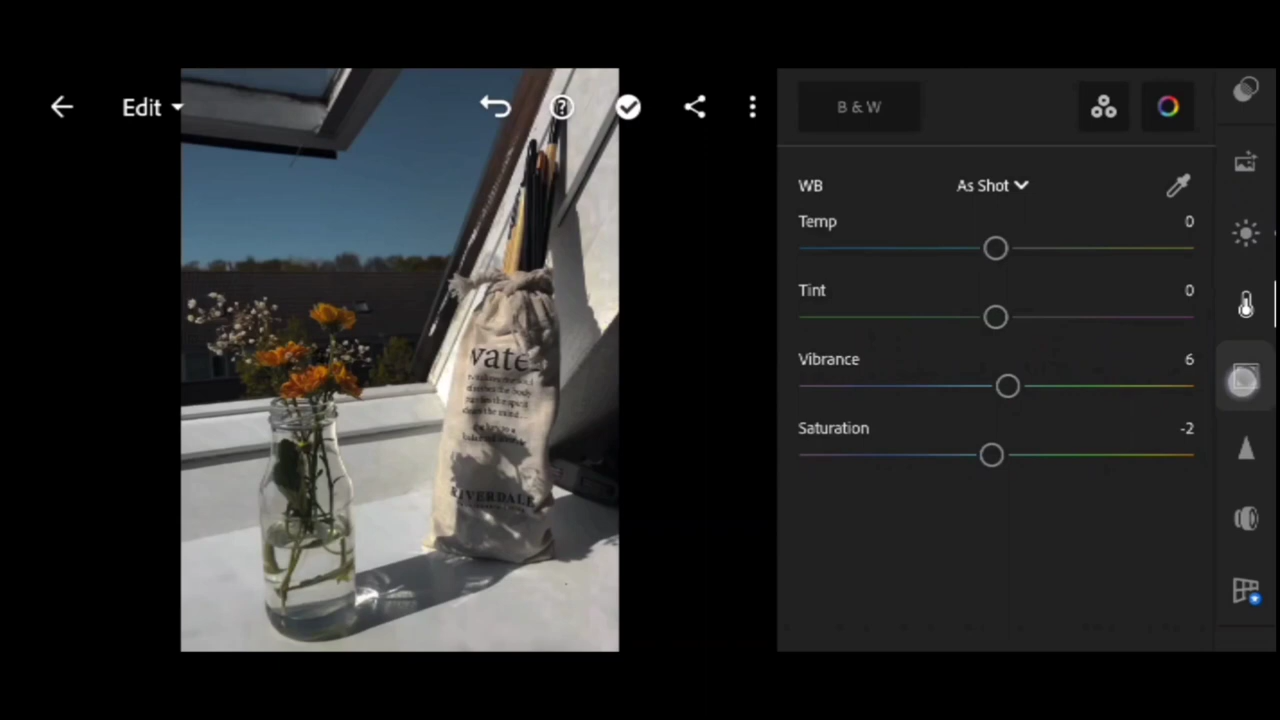 Edit
B & W
WB
As Shot
Temp
0
Tint
0
Vibrance
6
Saturation
-2
vate
RIVERDALE